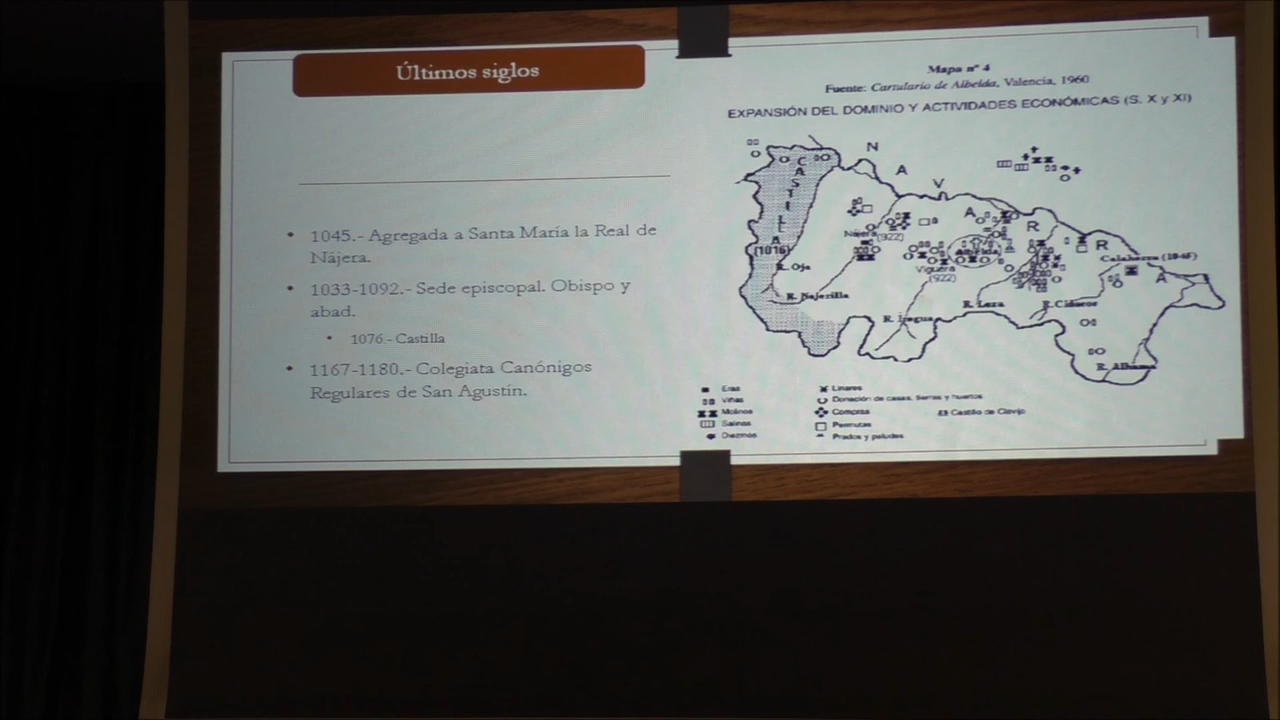 Últimos siglos
• 1045.- Agregada a Santa María la Real de
Nájera.
• 1033-1092.- Sede episcopal. Obispo y
abad.
• 1076.- Castilla
• 1167-1180.- Colegiata Canónigos
Regulares de San Agustín.
Mapa nº 4
Fuente: Cartulario de Albelda, Valencia, 1960
EXPANSIÓN DEL DOMINIO Y ACTIVIDADES ECONÓMICAS (S. X y XI)
N A V A R R A
CASTILLA
(1016)
Nájera
(922)
Albelda
Viguera
(922)
Calahorra (1045)
R. Oja
R. Najerilla
R. Iregua
R. Leza
R. Cidacos
R. Alhama
Eras
Viñas
Molinos
Salinas
Diezmos
Linares
Donación de casas, tierras y huertos
Compras
Permutas
Prados y paludes
Castillo de Clavijo